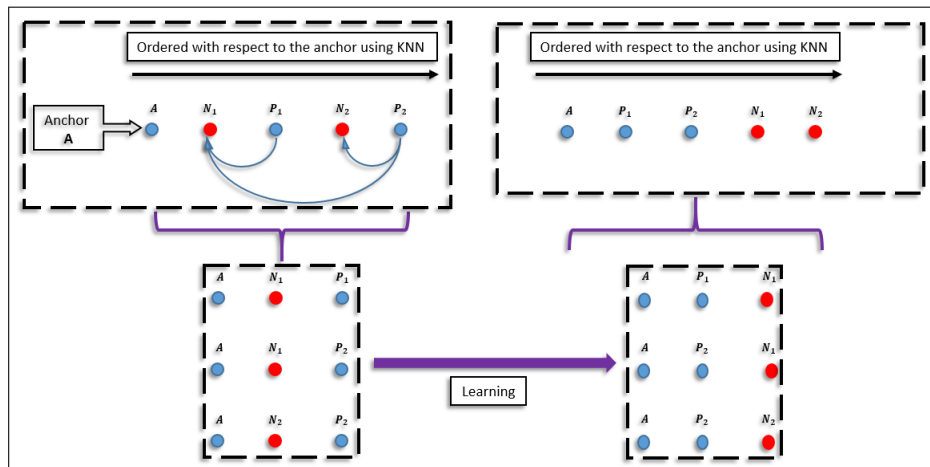 Ordered with respect to the anchor using KNN
Anchor
A
A N₁ P₁ N₂ P₂
Ordered with respect to the anchor using KNN
A P₁ P₂ N₁ N₂
A N₁ P₁
A N₁ P₂
A N₂ P₂
Learning
A P₁ N₁
A P₂ N₁
A P₂ N₂